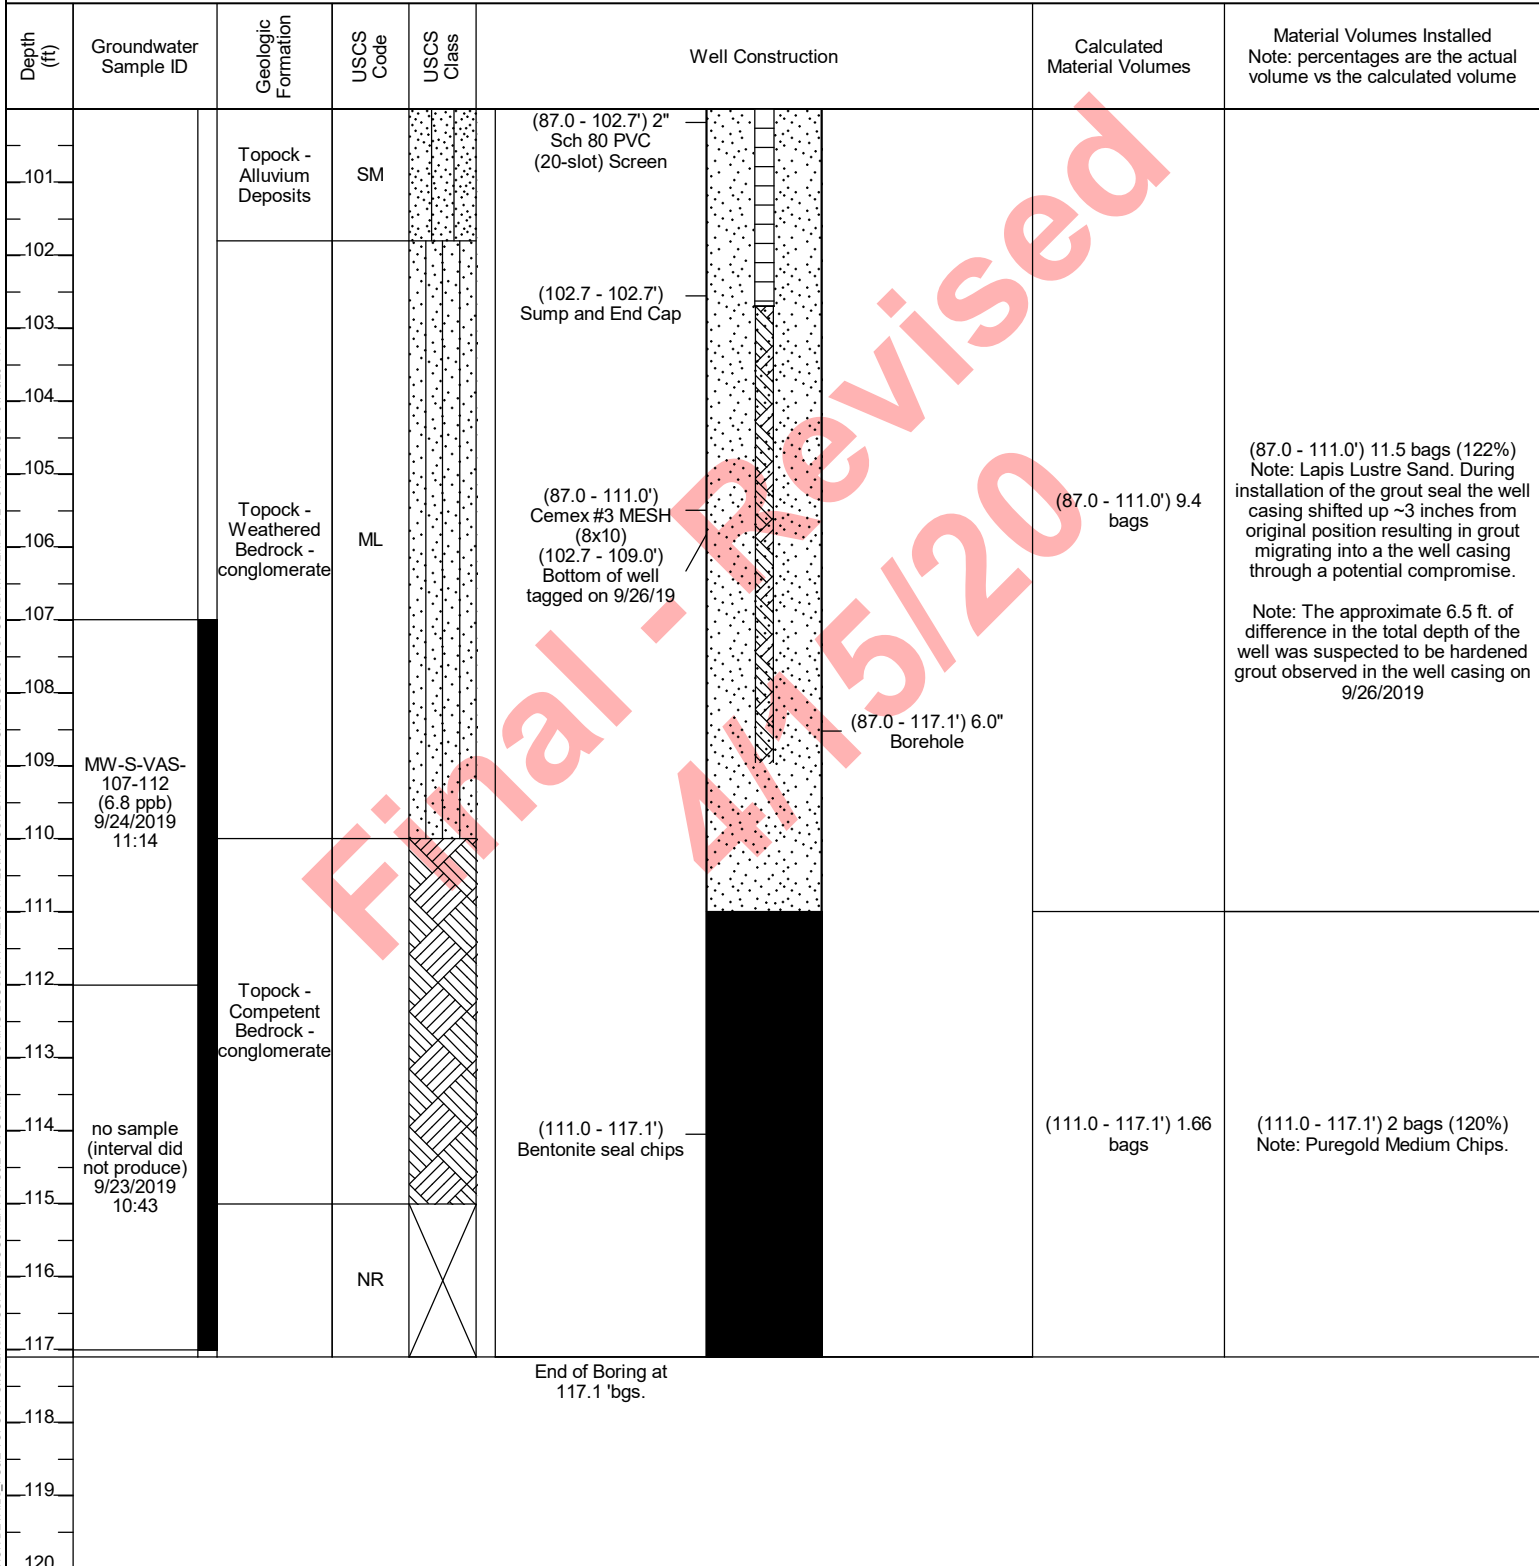 Depth
(ft)
Groundwater
Sample ID
Geologic
Formation
USCS
Code
USCS
Class
Well Construction
Calculated
Material Volumes
Material Volumes Installed
Note: percentages are the actual
volume vs the calculated volume
101
102
103
104
105
106
107
108
109
110
111
112
113
114
115
116
117
118
119
120
MW-S-VAS-
107-112
(6.8 ppb)
9/24/2019
11:14
no sample
(interval did
not produce)
9/23/2019
10:43
Topock -
Alluvium
Deposits
Topock -
Weathered
Bedrock -
conglomerate
Topock -
Competent
Bedrock -
conglomerate
SM
ML
NR
(87.0 - 102.7') 2"
Sch 80 PVC
(20-slot) Screen
(102.7 - 102.7')
Sump and End Cap
(87.0 - 111.0')
Cemex #3 MESH
(8x10)
(102.7 - 109.0')
Bottom of well
tagged on 9/26/19
(87.0 - 117.1') 6.0"
Borehole
(111.0 - 117.1')
Bentonite seal chips
End of Boring at
117.1 'bgs.
(87.0 - 111.0') 9.4
bags
(111.0 - 117.1') 1.66
bags
(87.0 - 111.0') 11.5 bags (122%)
Note: Lapis Lustre Sand. During
installation of the grout seal the well
casing shifted up ~3 inches from
original position resulting in grout
migrating into a the well casing
through a potential compromise.
Note: The approximate 6.5 ft. of
difference in the total depth of the
well was suspected to be hardened
grout observed in the well casing on
9/26/2019
(111.0 - 117.1') 2 bags (120%)
Note: Puregold Medium Chips.
Final - Revised
4/15/20